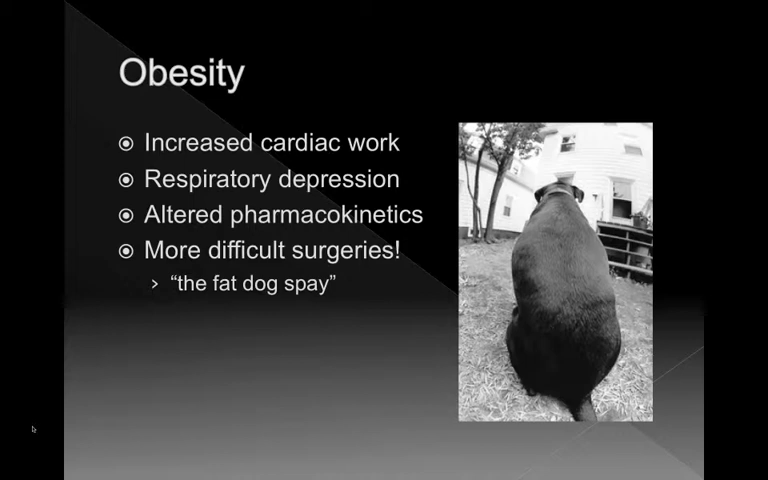 Obesity
Increased cardiac work
Respiratory depression
Altered pharmacokinetics
More difficult surgeries!
“the fat dog spay”